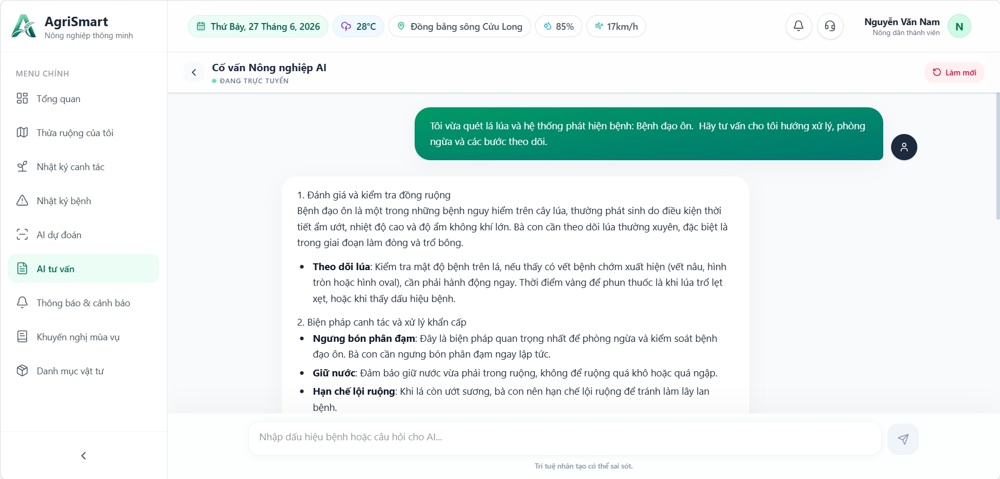 AgriSmart
Nông nghiệp thông minh
Thứ Bảy, 27 Tháng 6, 2026
28°C
Đồng bằng sông Cửu Long
85%
17km/h
Nguyễn Văn Nam
Nông dân thành viên
N
MENU CHÍNH
Tổng quan
Thửa ruộng của tôi
Nhật ký canh tác
Nhật ký bệnh
AI dự đoán
AI tư vấn
Thông báo & cảnh báo
Khuyến nghị mùa vụ
Danh mục vật tư
Cố vấn Nông nghiệp AI
ĐANG TRỰC TUYẾN
Làm mới
Tôi vừa quét lá lúa và hệ thống phát hiện bệnh: Bệnh đạo ôn.  Hãy tư vấn cho tôi hướng xử lý, phòng
ngừa và các bước theo dõi.
1. Đánh giá và kiểm tra đồng ruộng
Bệnh đạo ôn là một trong những bệnh nguy hiểm trên cây lúa, thường phát sinh do điều kiện thời
tiết ẩm ướt, nhiệt độ cao và độ ẩm không khí lớn. Bà con cần theo dõi lúa thường xuyên, đặc biệt là
trong giai đoạn làm đòng và trổ bông.
• Theo dõi lúa: Kiểm tra mật độ bệnh trên lá, nếu thấy có vết bệnh chớm xuất hiện (vết nâu, hình
tròn hoặc hình oval), cần phải hành động ngay. Thời điểm vàng để phun thuốc là khi lúa trổ lẹt
xẹt, hoặc khi thấy dấu hiệu bệnh.
2. Biện pháp canh tác và xử lý khẩn cấp
• Ngưng bón phân đạm: Đây là biện pháp quan trọng nhất để phòng ngừa và kiểm soát bệnh
đạo ôn. Bà con cần ngưng bón phân đạm ngay lập tức.
• Giữ nước: Đảm bảo giữ nước vừa phải trong ruộng, không để ruộng quá khô hoặc quá ngập.
• Hạn chế lội ruộng: Khi lá còn ướt sương, bà con nên hạn chế lội ruộng để tránh làm lây lan
bệnh.
Nhập dấu hiệu bệnh hoặc câu hỏi cho AI...
Trí tuệ nhân tạo có thể sai sót.